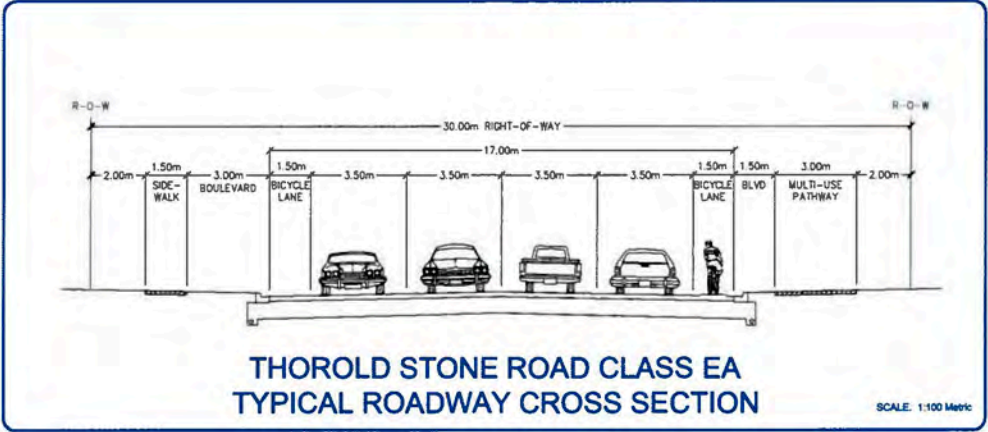 R-O-W
R-O-W
30.00m RIGHT-OF-WAY
17.00m
1.50m
1.50m
1.50m
1.50m
3.00m
2.00m
3.00m
3.50m
3.50m
3.50m
3.50m
2.00m
SIDE-
WALK
BOULEVARD
BICYCLE
LANE
BICYCLE
LANE
BLVD
MULTI-USE
PATHWAY
THOROLD STONE ROAD CLASS EA
TYPICAL ROADWAY CROSS SECTION
SCALE. 1:100 Metric